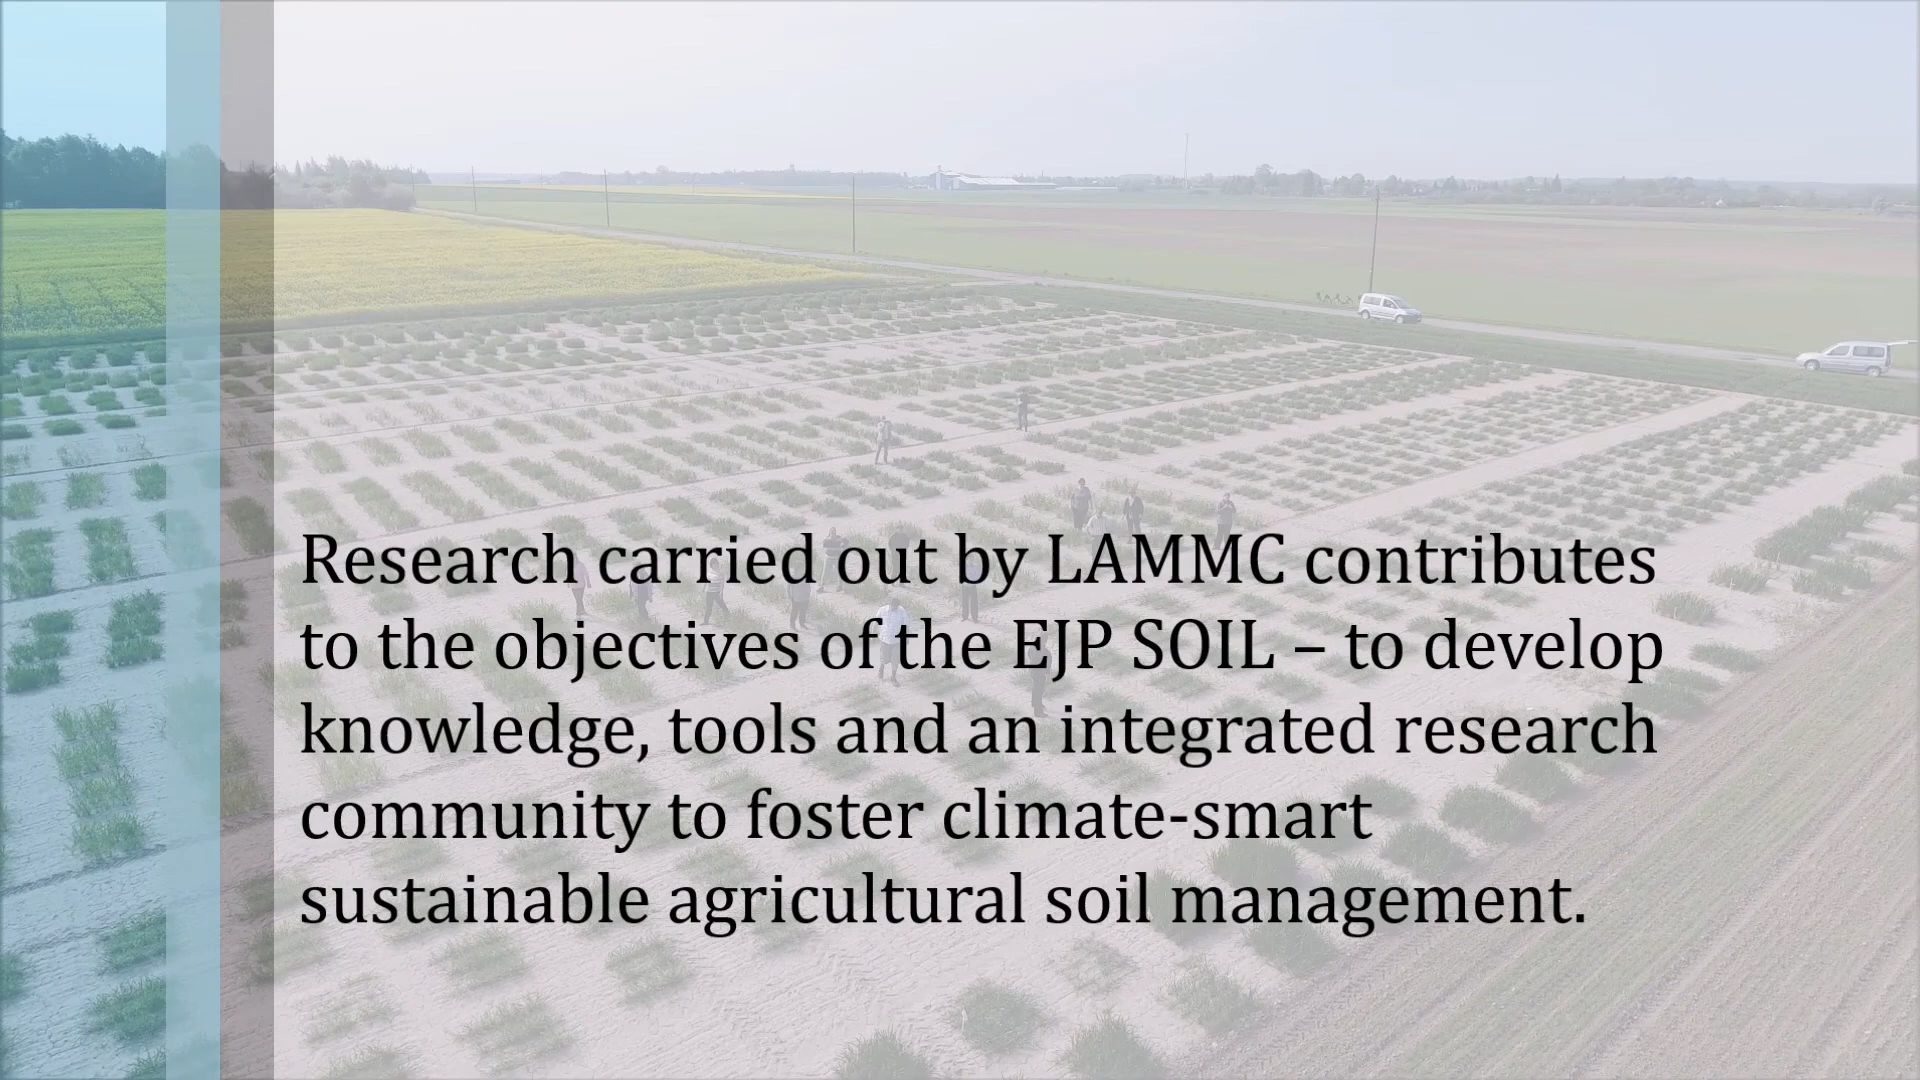 Research carried out by LAMMC contributes
to the objectives of the EJP SOIL – to develop
knowledge, tools and an integrated research
community to foster climate-smart
sustainable agricultural soil management.